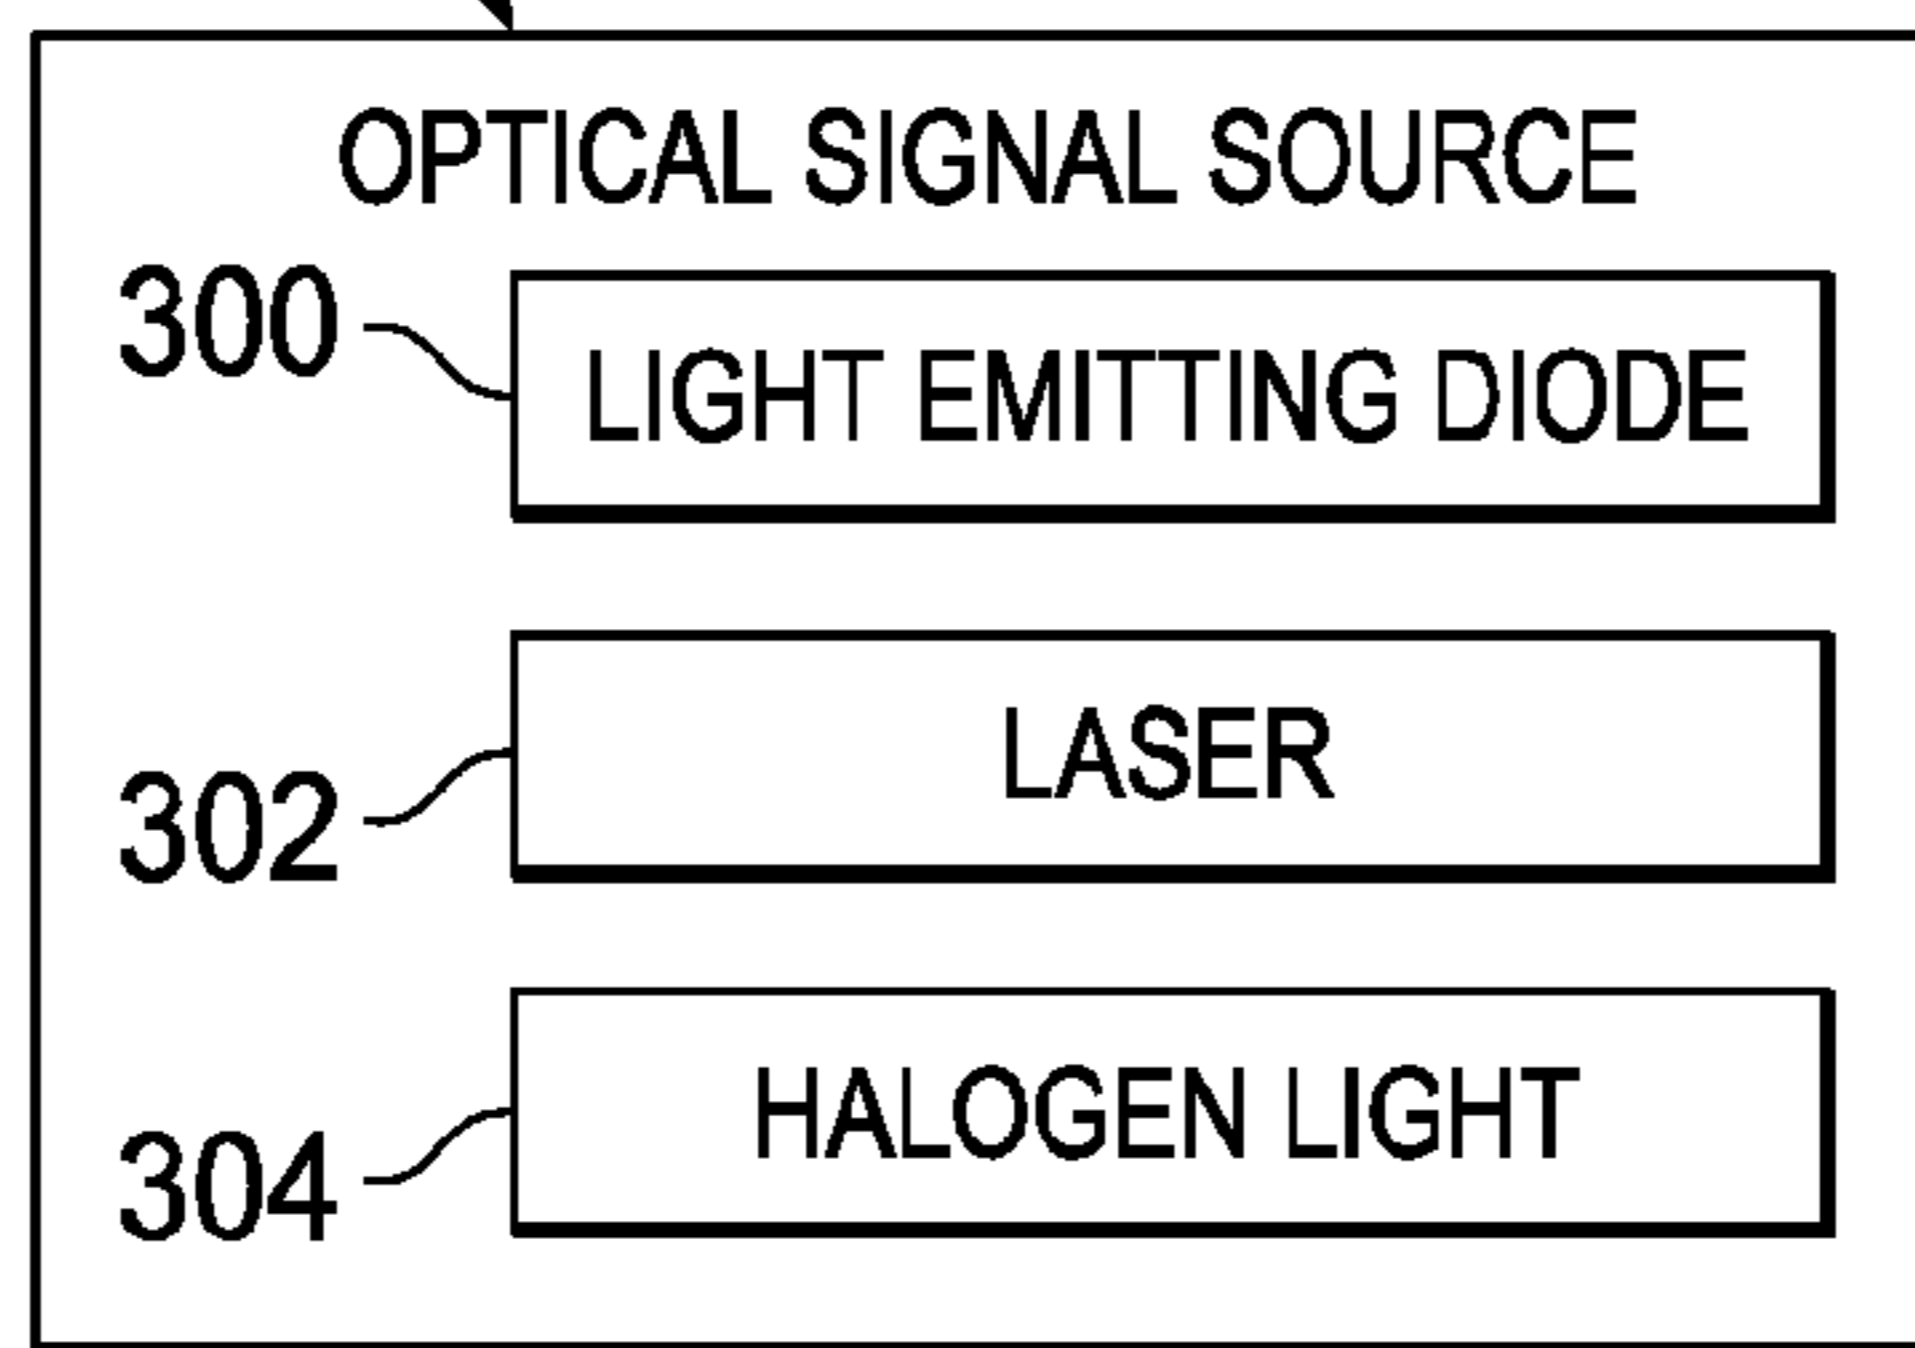 OPTICAL SIGNAL SOURCE
300
LIGHT EMITTING DIODE
LASER
302
HALOGEN LIGHT
304